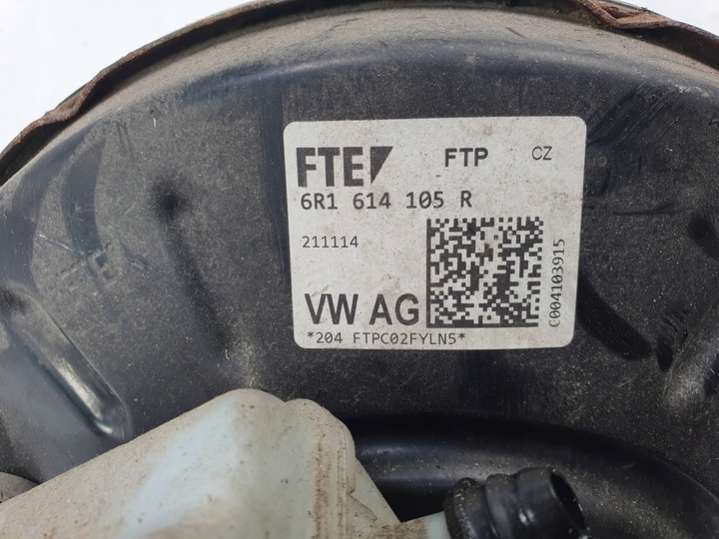 FTE FTP CZ
6R1 614 105 R
211114
VW AG
*204 FTPC02FYLN5*
C004103915